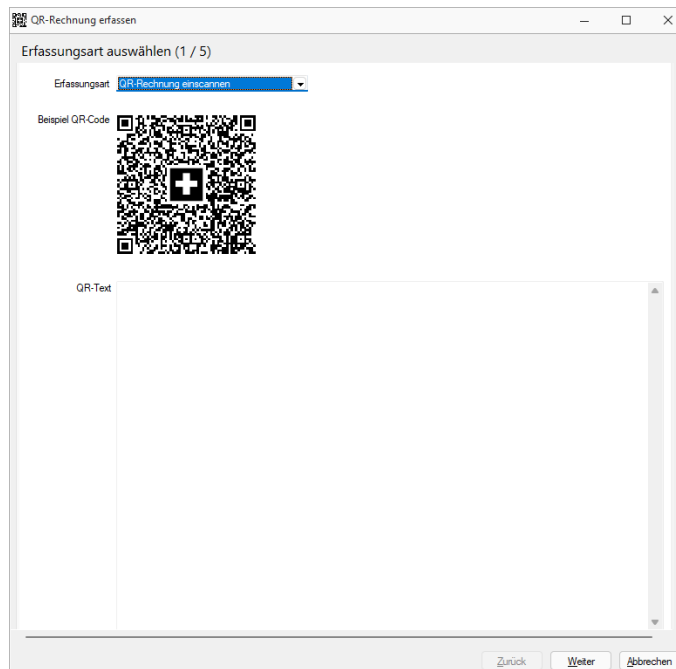 QR-Rechnung erfassen
Erfassungsart auswählen (1 / 5)
Erfassungsart QR-Rechnung einscannen
Beispiel QR-Code
QR-Text
Zurück Weiter Abbrechen